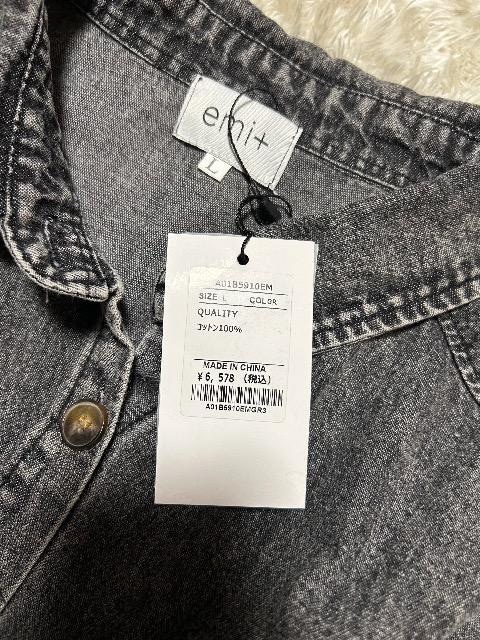 emi+
L
A01B5910EM
SIZE L COLOR
QUALITY
ｺｯﾄﾝ100%
MADE IN CHINA
¥6,578 (税込)
A01B5910EMGR3